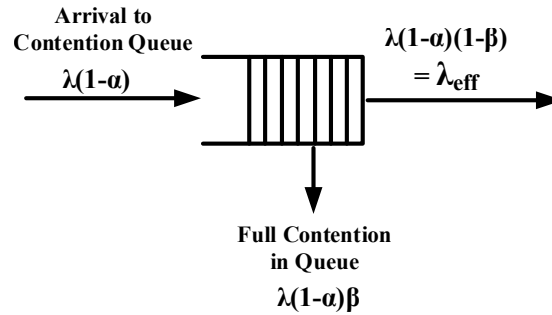 Arrival to
Contention Queue
λ(1-α)
λ(1-α)(1-β)
= λeff
Full Contention
in Queue
λ(1-α)β